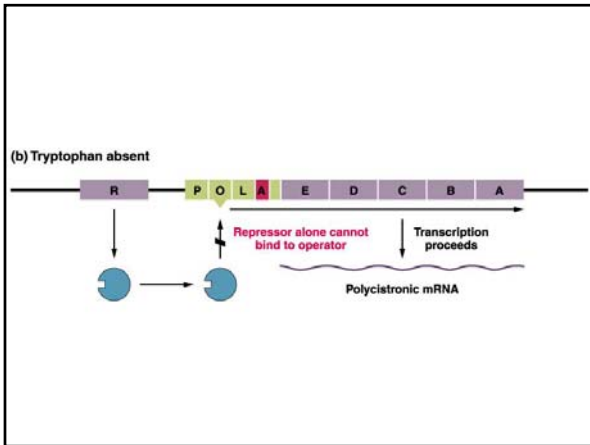 (b) Tryptophan absent
R P O L A E D C B A
Repressor alone cannot
bind to operator
Transcription
proceeds
Polycistronic mRNA